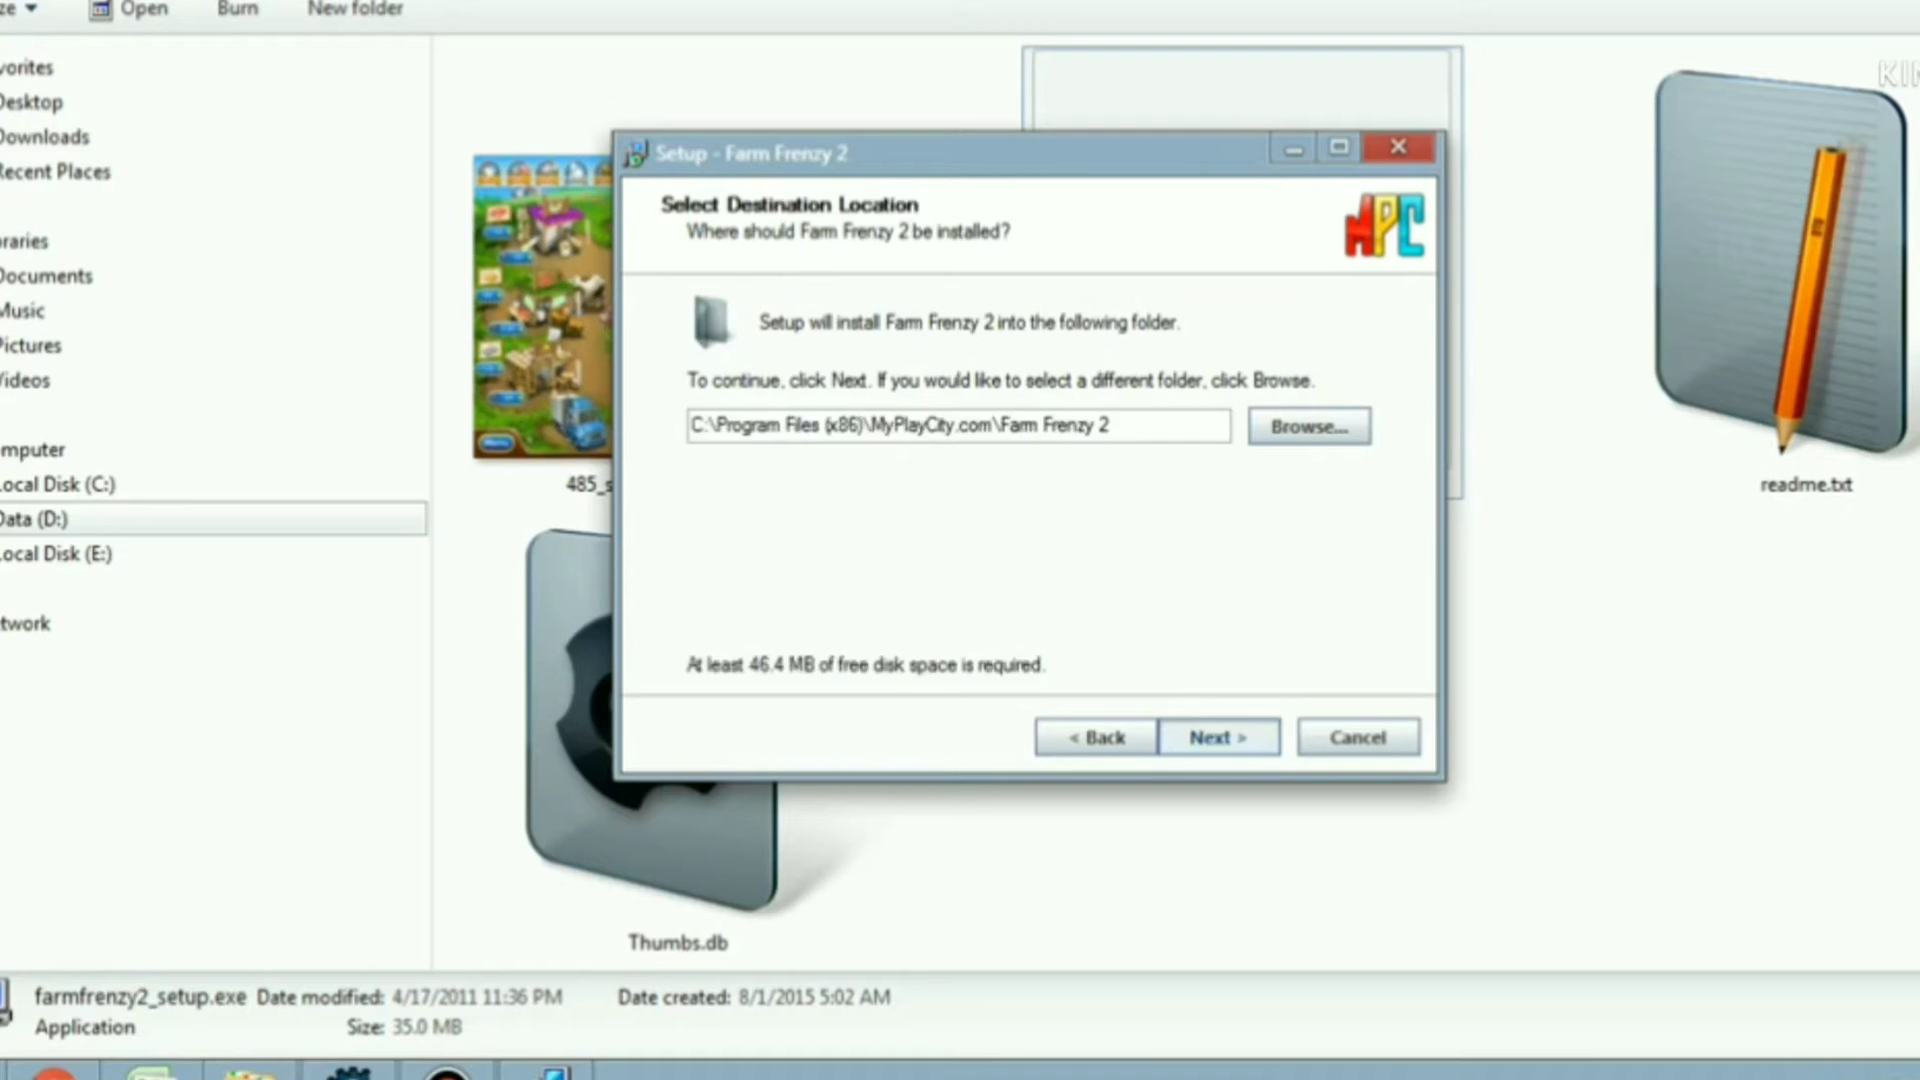 Open Burn New folder
Desktop
Downloads
Recent Places
Documents
Music
Pictures
Videos
Local Disk (C:)
Data (D:)
Local Disk (E:)
Setup - Farm Frenzy 2
Select Destination Location
Where should Farm Frenzy 2 be installed?
MPC
Setup will install Farm Frenzy 2 into the following folder.
To continue, click Next. If you would like to select a different folder, click Browse.
C:\Program Files (x86)\MyPlayCity.com\Farm Frenzy 2
Browse...
At least 46.4 MB of free disk space is required.
< Back Next > Cancel
485_s
readme.txt
Thumbs.db
farmfrenzy2_setup.exe Date modified: 4/17/2011 11:36 PM Date created: 8/1/2015 5:02 AM
Application Size: 35.0 MB